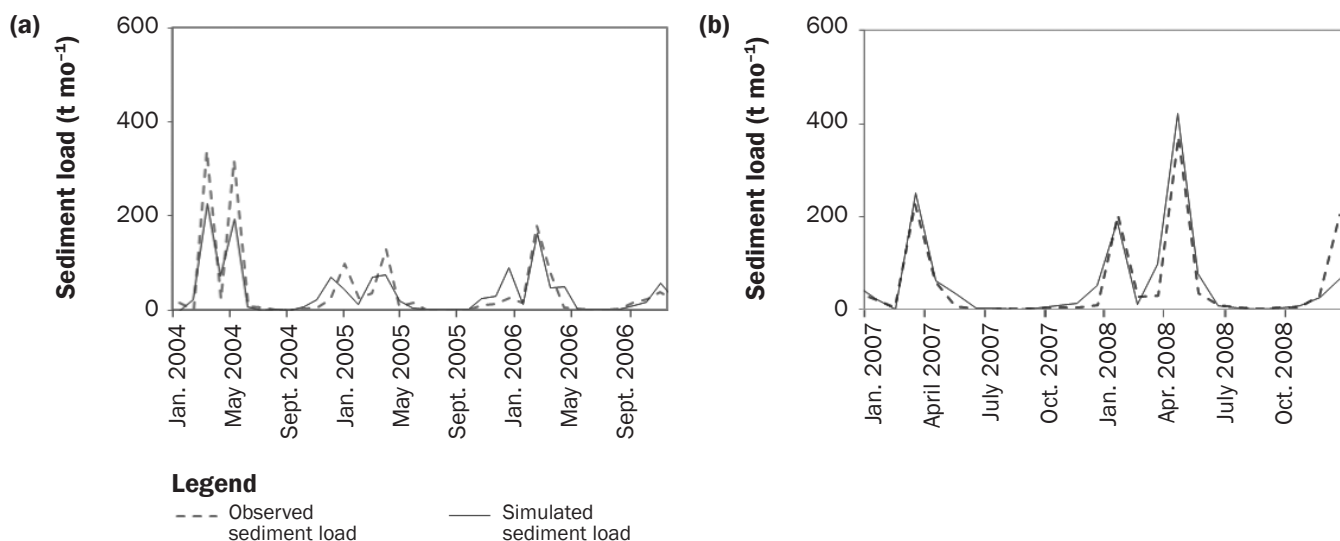 (a)
Sediment load (t mo⁻¹)
600
400
200
0
Jan. 2004
May 2004
Sept. 2004
Jan. 2005
May 2005
Sept. 2005
Jan. 2006
May 2006
Sept. 2006
(b)
Sediment load (t mo⁻¹)
600
400
200
0
Jan. 2007
April 2007
July 2007
Oct. 2007
Jan. 2008
Apr. 2008
July 2008
Oct. 2008
Legend
Observed
sediment load
Simulated
sediment load